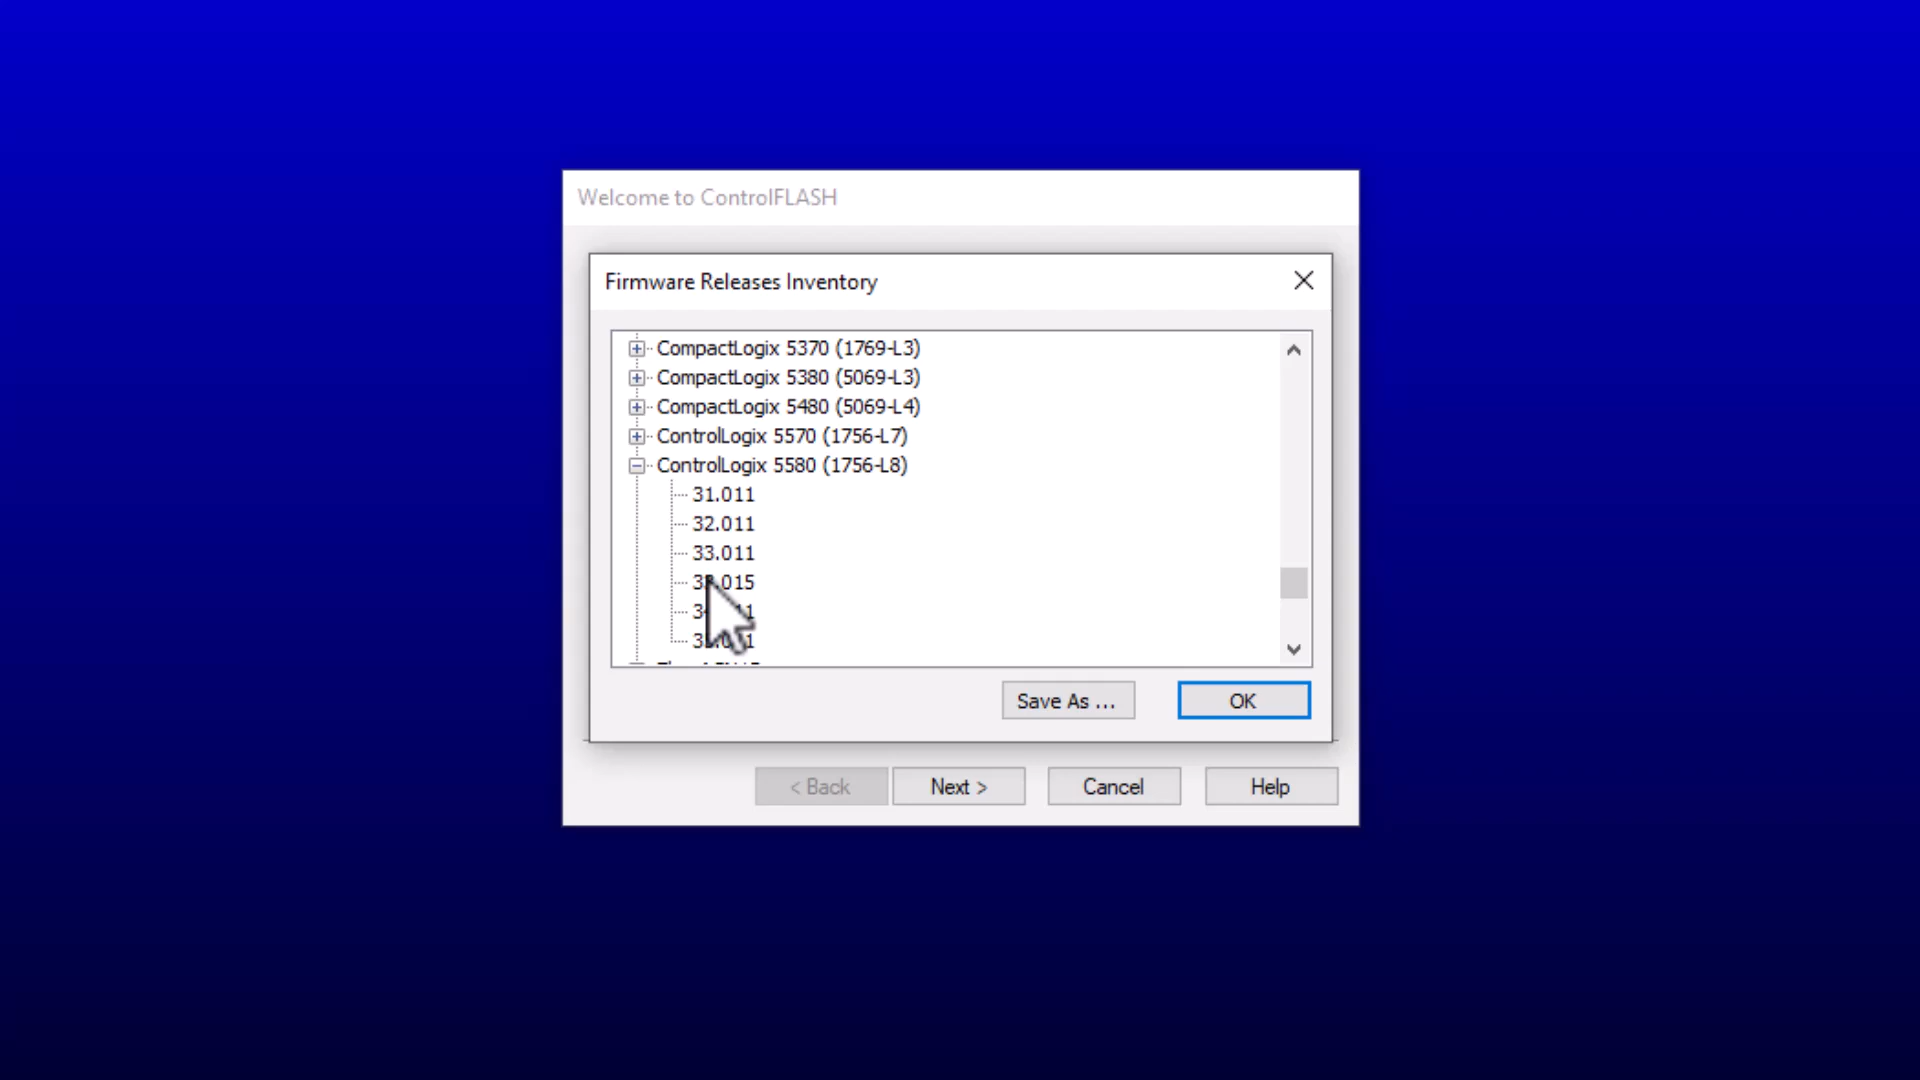 Welcome to ControlFLASH
Firmware Releases Inventory
CompactLogix 5370 (1769-L3)
CompactLogix 5380 (5069-L3)
CompactLogix 5480 (5069-L4)
ControlLogix 5570 (1756-L7)
ControlLogix 5580 (1756-L8)
31.011
32.011
33.011
Save As ...
OK
< Back
Next >
Cancel
Help